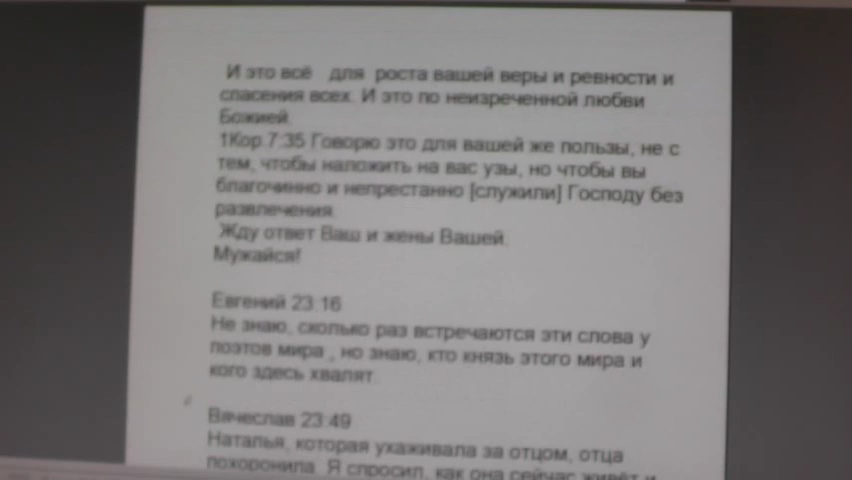 И это всё для роста вашей веры и ревности и
спасения всех. И это по неизреченной любви
Божией.
1Кор.7:35 Говорю это для вашей же пользы, не с
тем, чтобы наложить на вас узы, но чтобы вы
благочинно и непрестанно [служили] Господу без
развлечения.
Жду ответ Ваш и жены Вашей.
Мужайся!
Евгений 23:16
Не знаю, сколько раз встречаются эти слова у
поэтов мира , но знаю, кто князь этого мира и
кого здесь хвалят.
Вячеслав 23:49
Наталья, которая ухаживала за отцом, отца
похоронила. Я спросил, как она сейчас живёт и